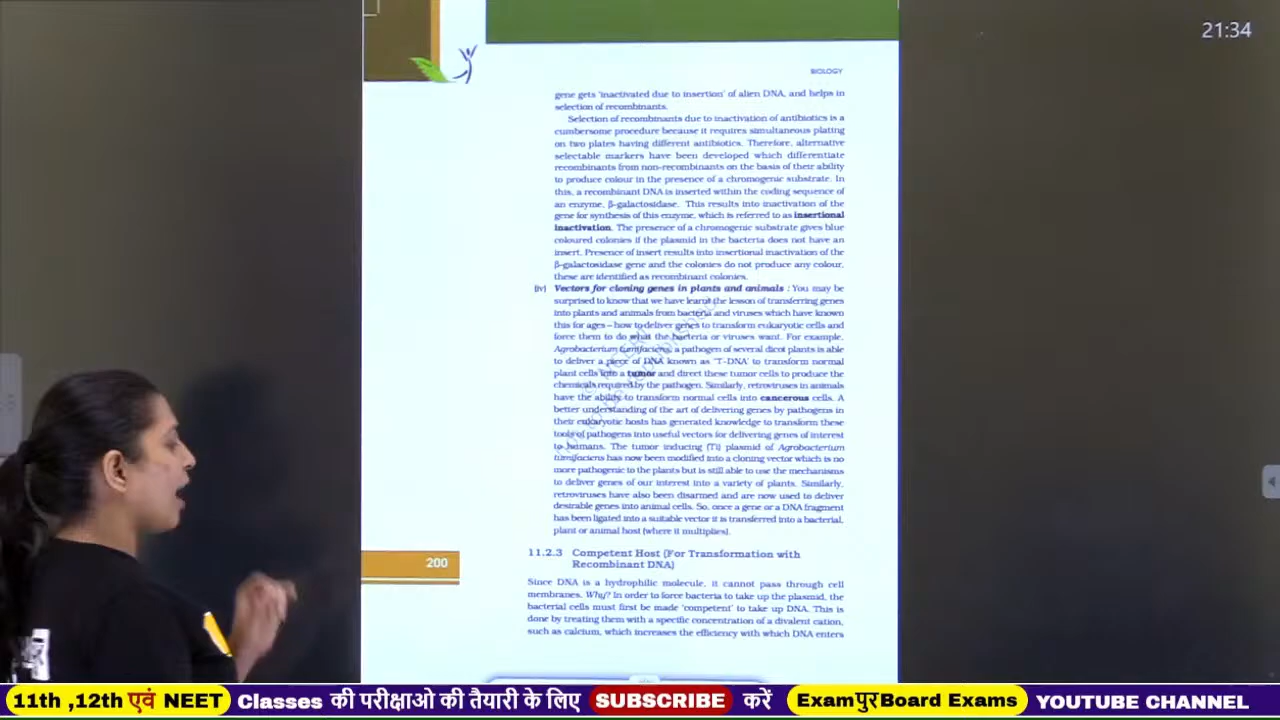 21:34
BIOLOGY
gene gets 'inactivated due to insertion' of alien DNA, and helps in
selection of recombinants.
Selection of recombinants due to inactivation of antibiotics is a
cumbersome procedure because it requires simultaneous plating
on two plates having different antibiotics. Therefore, alternative
selectable markers have been developed which differentiate
recombinants from non-recombinants on the basis of their ability
to produce colour in the presence of a chromogenic substrate. In
this, a recombinant DNA is inserted within the coding sequence of
an enzyme, β-galactosidase. This results into inactivation of the
gene for synthesis of this enzyme, which is referred to as insertional
inactivation. The presence of a chromogenic substrate gives blue
coloured colonies if the plasmid in the bacteria does not have an
insert. Presence of insert results into insertional inactivation of the
β-galactosidase gene and the colonies do not produce any colour,
these are identified as recombinant colonies.
(iv) Vectors for cloning genes in plants and animals : You may be
surprised to know that we have learnt the lesson of transferring genes
into plants and animals from bacteria and viruses which have known
this for ages – how to deliver genes to transform eukaryotic cells and
force them to do what the bacteria or viruses want. For example,
Agrobacterium tumifaciens, a pathogen of several dicot plants is able
to deliver a piece of DNA known as 'T-DNA' to transform normal
plant cells into a tumor and direct these tumor cells to produce the
chemicals required by the pathogen. Similarly, retroviruses in animals
have the ability to transform normal cells into cancerous cells. A
better understanding of the art of delivering genes by pathogens in
their eukaryotic hosts has generated knowledge to transform these
tools of pathogens into useful vectors for delivering genes of interest
to humans. The tumor inducing (Ti) plasmid of Agrobacterium
tumifaciens has now been modified into a cloning vector which is no
more pathogenic to the plants but is still able to use the mechanisms
to deliver genes of our interest into a variety of plants. Similarly,
retroviruses have also been disarmed and are now used to deliver
desirable genes into animal cells. So, once a gene or a DNA fragment
has been ligated into a suitable vector it is transferred into a bacterial,
plant or animal host (where it multiplies).
200
11.2.3 Competent Host (For Transformation with
Recombinant DNA)
Since DNA is a hydrophilic molecule, it cannot pass through cell
membranes. Why? In order to force bacteria to take up the plasmid, the
bacterial cells must first be made 'competent' to take up DNA. This is
done by treating them with a specific concentration of a divalent cation,
such as calcium, which increases the efficiency with which DNA enters
11th ,12th एवं NEET Classes की परीक्षाओ की तैयारी के लिए SUBSCRIBE करें Examपुर Board Exams YOUTUBE CHANNEL